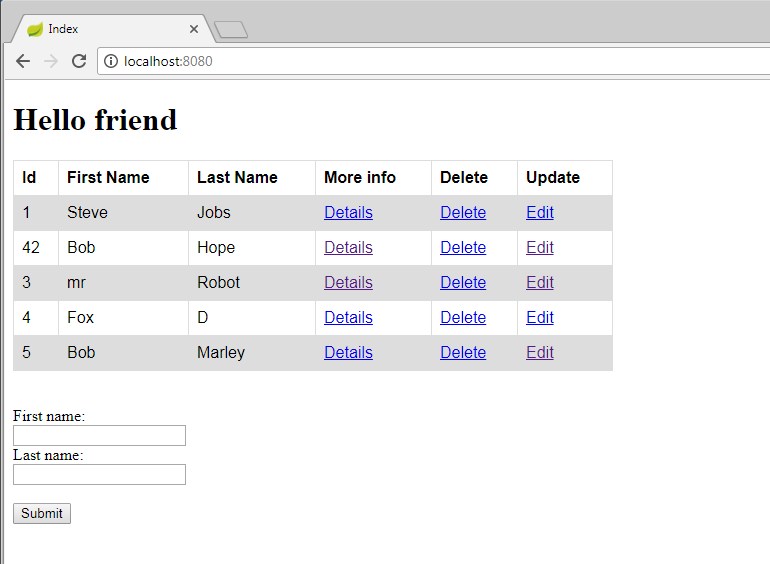 Index
localhost:8080
Hello friend
Id First Name Last Name More info Delete Update
1 Steve Jobs Details Delete Edit
42 Bob Hope Details Delete Edit
3 mr Robot Details Delete Edit
4 Fox D Details Delete Edit
5 Bob Marley Details Delete Edit
First name:
Last name:
Submit